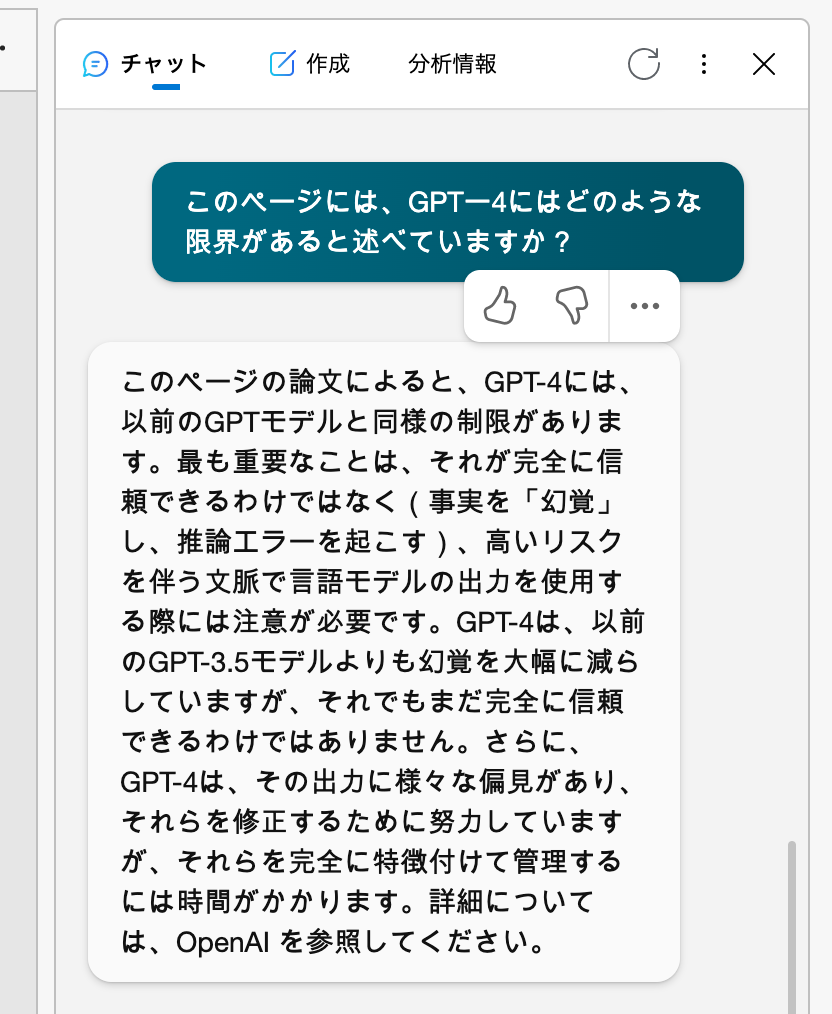 チャット
作成
分析情報
このページには、GPTー4にはどのような
限界があると述べていますか？
このページの論文によると、GPT-4には、
以前のGPTモデルと同様の制限がありま
す。最も重要なことは、それが完全に信
頼できるわけではなく（事実を「幻覚」
し、推論エラーを起こす）、高いリスク
を伴う文脈で言語モデルの出力を使用す
る際には注意が必要です。GPT-4は、以前
のGPT-3.5モデルよりも幻覚を大幅に減ら
していますが、それでもまだ完全に信頼
できるわけではありません。さらに、
GPT-4は、その出力に様々な偏見があり、
それらを修正するために努力しています
が、それらを完全に特徴付けて管理する
には時間がかかります。詳細について
は、OpenAI を参照してください。